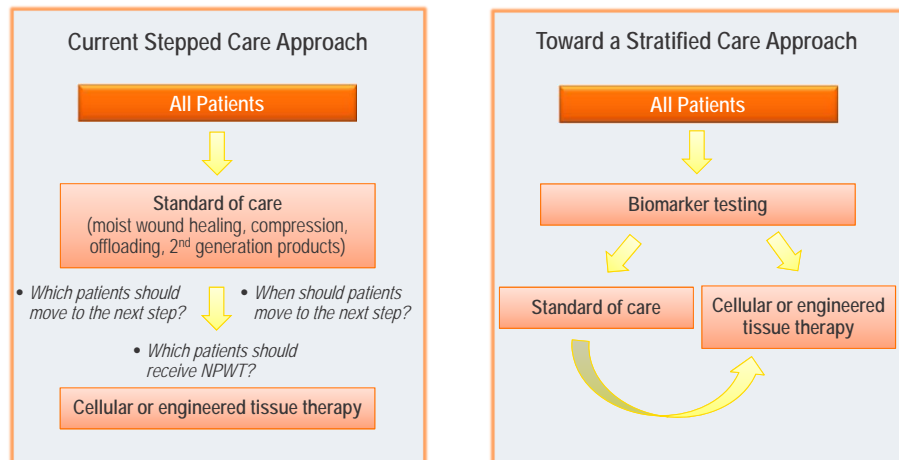 Current Stepped Care Approach
All Patients
Standard of care
(moist wound healing, compression,
offloading, 2nd generation products)
• Which patients should
move to the next step?
• When should patients
move to the next step?
• Which patients should
receive NPWT?
Cellular or engineered tissue therapy
Toward a Stratified Care Approach
All Patients
Biomarker testing
Standard of care
Cellular or engineered
tissue therapy